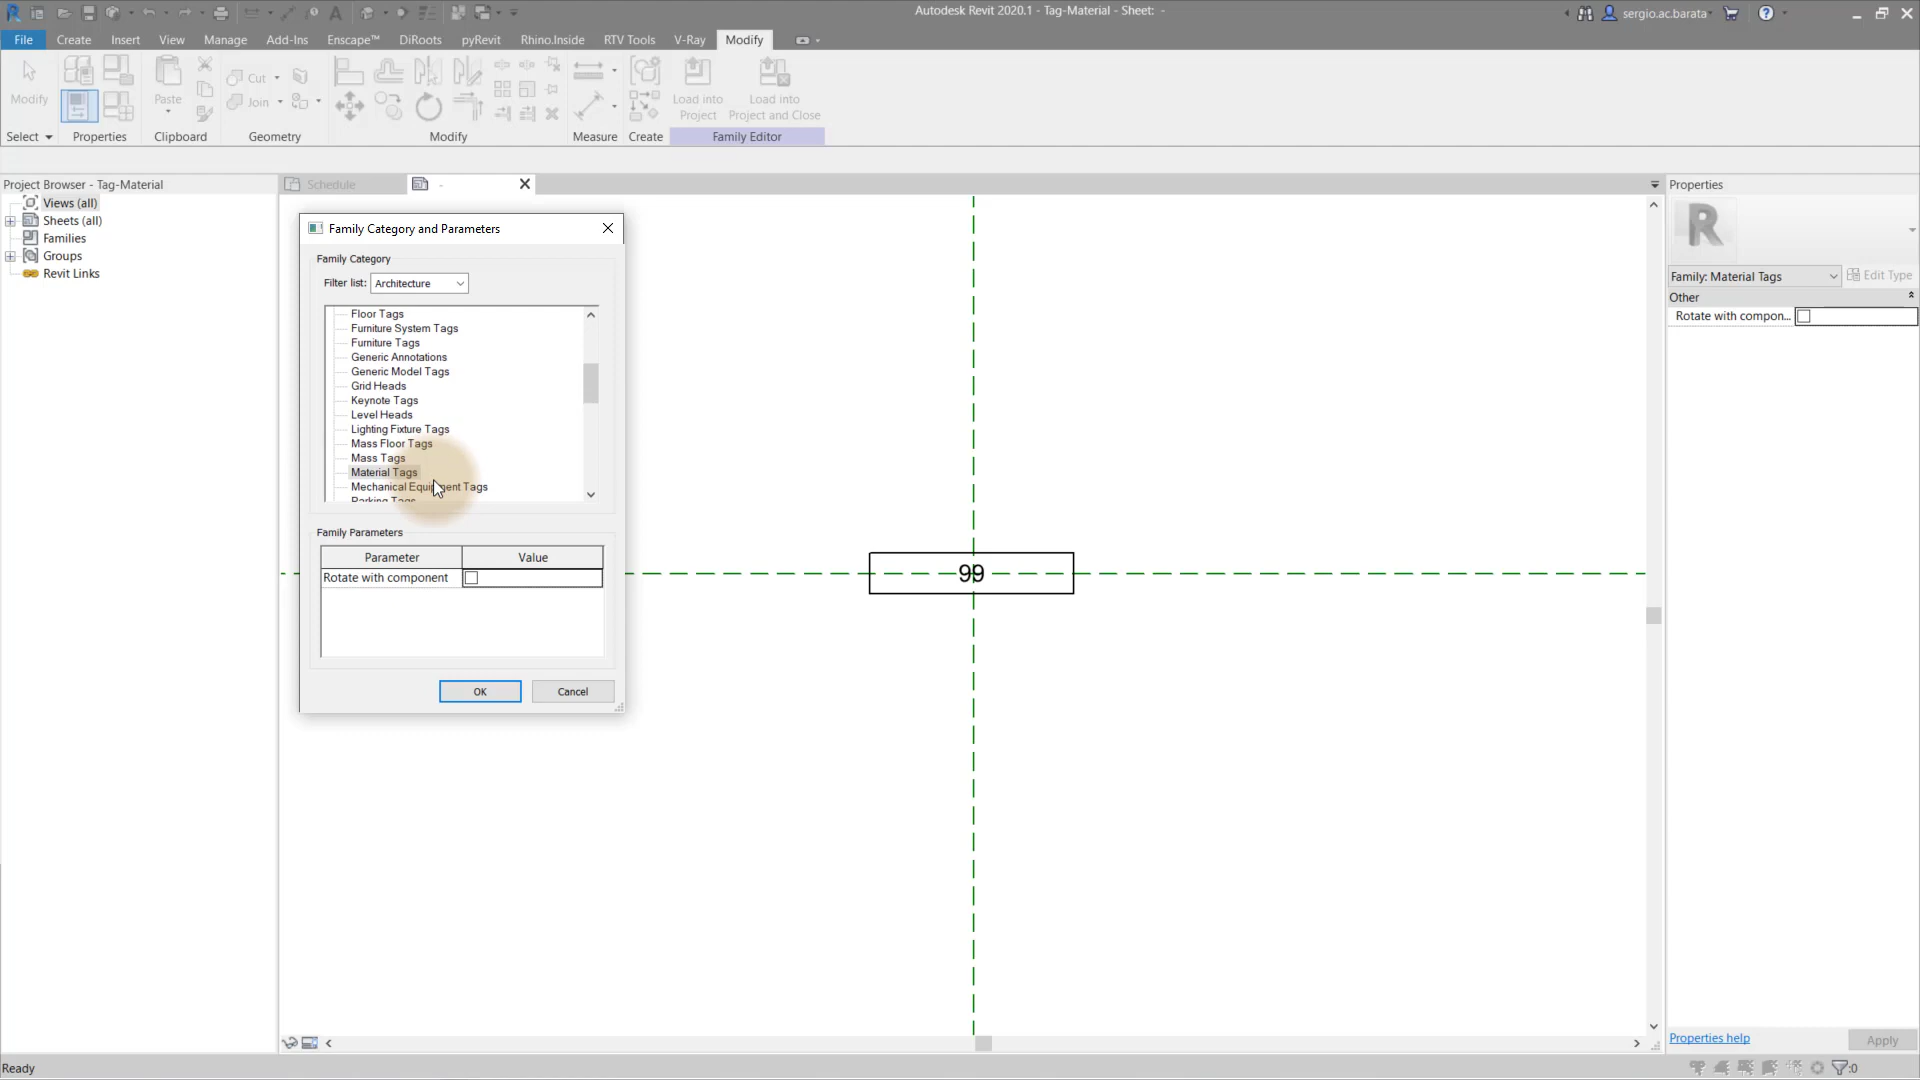 Autodesk Revit 2020.1 - Tag-Material - Sheet: -
sergio.ac.barata
File
Create
Insert
View
Manage
Add-Ins
Enscape™
DiRoots
pyRevit
Rhino.Inside
RTV Tools
V-Ray
Modify
Modify
Paste
Cut
Join
Load into
Project
Load into
Project and Close
Select
Properties
Clipboard
Geometry
Modify
Measure
Create
Family Editor
Project Browser - Tag-Material
Views (all)
Sheets (all)
Families
Groups
Revit Links
Schedule
-
Family Category and Parameters
Family Category
Filter list:
Architecture
Floor Tags
Furniture System Tags
Furniture Tags
Generic Annotations
Generic Model Tags
Grid Heads
Keynote Tags
Level Heads
Lighting Fixture Tags
Mass Floor Tags
Mass Tags
Material Tags
Mechanical Equipment Tags
Parking Tags
Family Parameters
Parameter
Value
Rotate with component
OK
Cancel
99
Properties
R
Family: Material Tags
Edit Type
Other
Rotate with compon...
Properties help
Apply
Ready
:0